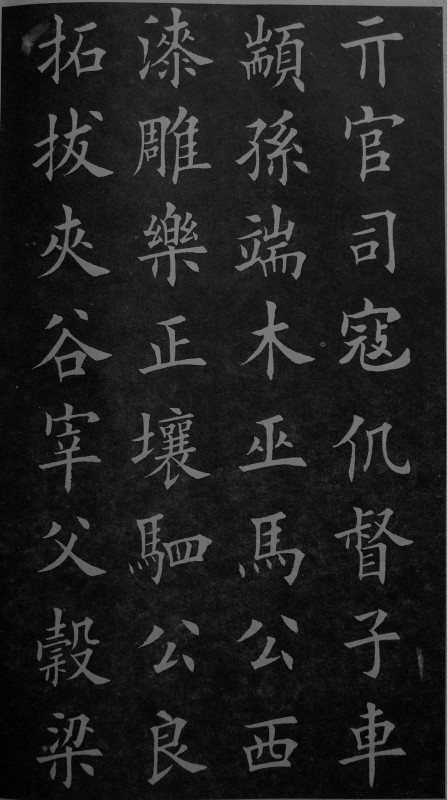 亓官司寇仉督子車
顓孫端木巫馬公西
漆雕樂正壤駟公良
拓拔夾谷宰父榖梁